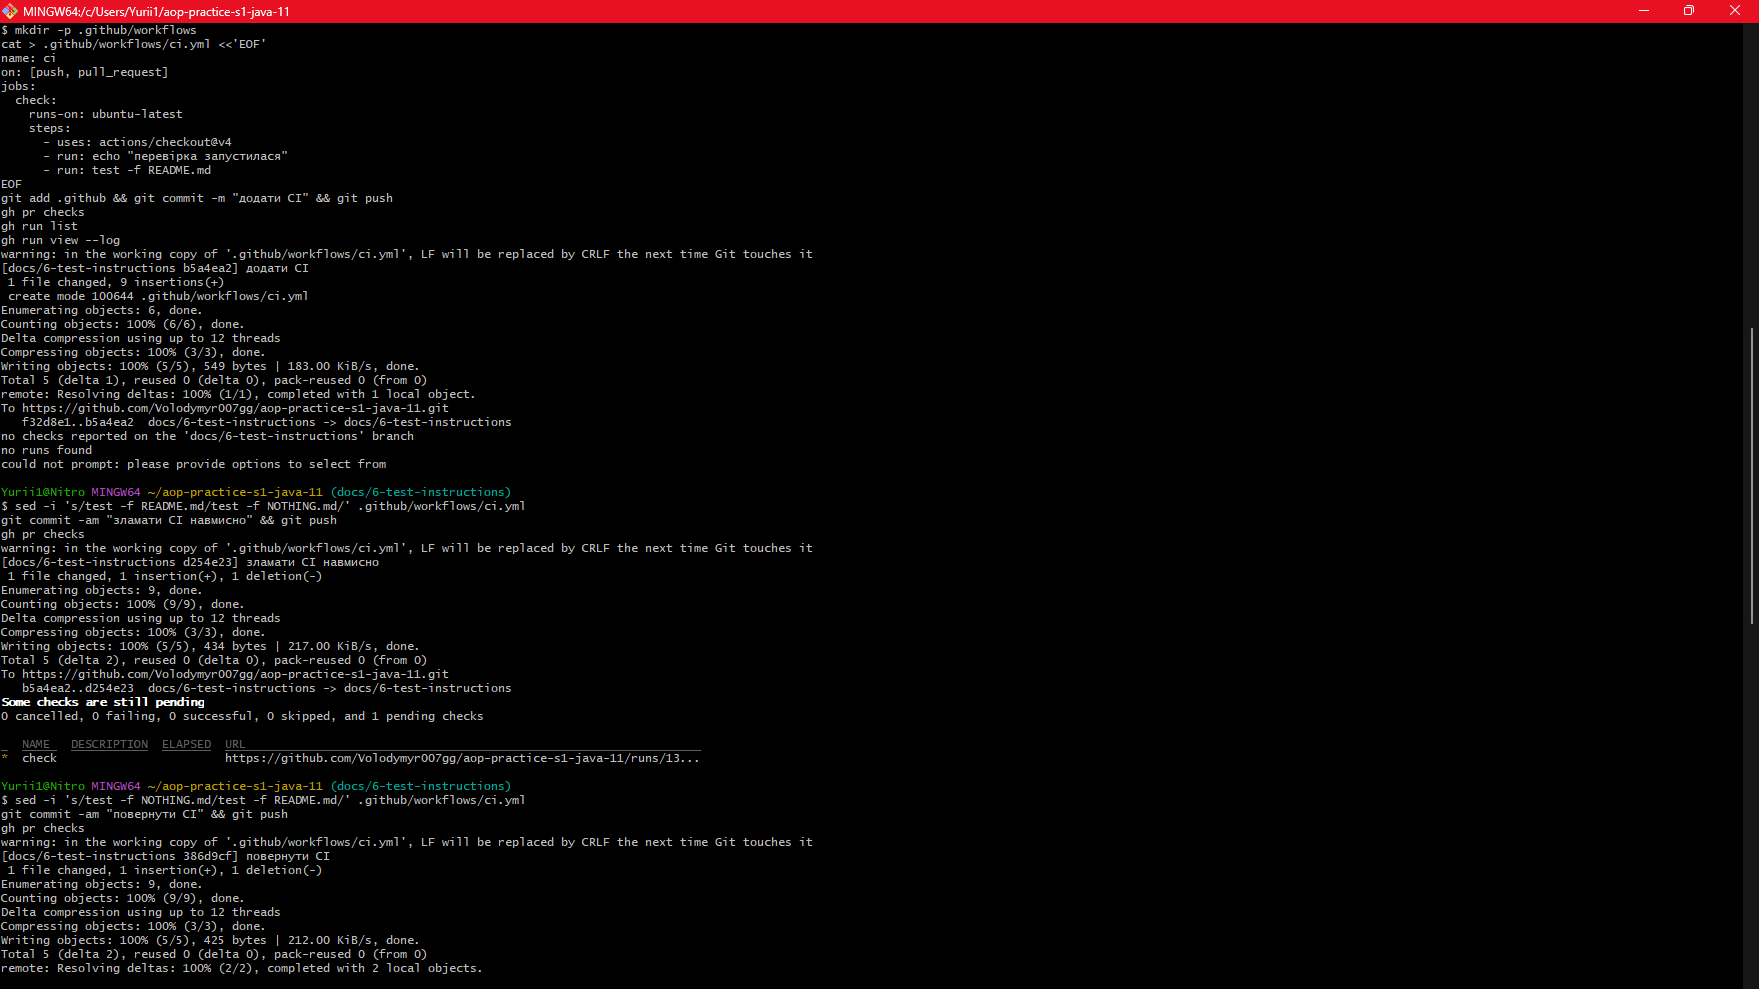 MINGW64:/c/Users/Yurii1/aop-practice-s1-java-11
$ mkdir -p .github/workflows
cat > .github/workflows/ci.yml <<'EOF'
name: ci
on: [push, pull_request]
jobs:
  check:
    runs-on: ubuntu-latest
    steps:
      - uses: actions/checkout@v4
      - run: echo "перевірка запустилася"
      - run: test -f README.md
EOF
git add .github && git commit -m "додати CI" && git push
gh pr checks
gh run list
gh run view --log
warning: in the working copy of '.github/workflows/ci.yml', LF will be replaced by CRLF the next time Git touches it
[docs/6-test-instructions b5a4ea2] додати CI
 1 file changed, 9 insertions(+)
 create mode 100644 .github/workflows/ci.yml
Enumerating objects: 6, done.
Counting objects: 100% (6/6), done.
Delta compression using up to 12 threads
Compressing objects: 100% (3/3), done.
Writing objects: 100% (5/5), 549 bytes | 183.00 KiB/s, done.
Total 5 (delta 1), reused 0 (delta 0), pack-reused 0 (from 0)
remote: Resolving deltas: 100% (1/1), completed with 1 local object.
To https://github.com/Volodymyr007gg/aop-practice-s1-java-11.git
   f32d8e1..b5a4ea2  docs/6-test-instructions -> docs/6-test-instructions
no checks reported on the 'docs/6-test-instructions' branch
no runs found
could not prompt: please provide options to select from
Yurii1@Nitro MINGW64 ~/aop-practice-s1-java-11 (docs/6-test-instructions)
$ sed -i 's/test -f README.md/test -f NOTHING.md/' .github/workflows/ci.yml
git commit -am "зламати CI навмисно" && git push
gh pr checks
warning: in the working copy of '.github/workflows/ci.yml', LF will be replaced by CRLF the next time Git touches it
[docs/6-test-instructions d254e23] зламати CI навмисно
 1 file changed, 1 insertion(+), 1 deletion(-)
Enumerating objects: 9, done.
Counting objects: 100% (9/9), done.
Delta compression using up to 12 threads
Compressing objects: 100% (3/3), done.
Writing objects: 100% (5/5), 434 bytes | 217.00 KiB/s, done.
Total 5 (delta 2), reused 0 (delta 0), pack-reused 0 (from 0)
To https://github.com/Volodymyr007gg/aop-practice-s1-java-11.git
   b5a4ea2..d254e23  docs/6-test-instructions -> docs/6-test-instructions
Some checks are still pending
0 cancelled, 0 failing, 0 successful, 0 skipped, and 1 pending checks
   NAME   DESCRIPTION  ELAPSED  URL
*  check                        https://github.com/Volodymyr007gg/aop-practice-s1-java-11/runs/13...
Yurii1@Nitro MINGW64 ~/aop-practice-s1-java-11 (docs/6-test-instructions)
$ sed -i 's/test -f NOTHING.md/test -f README.md/' .github/workflows/ci.yml
git commit -am "повернути CI" && git push
gh pr checks
warning: in the working copy of '.github/workflows/ci.yml', LF will be replaced by CRLF the next time Git touches it
[docs/6-test-instructions 386d9cf] повернути CI
 1 file changed, 1 insertion(+), 1 deletion(-)
Enumerating objects: 9, done.
Counting objects: 100% (9/9), done.
Delta compression using up to 12 threads
Compressing objects: 100% (3/3), done.
Writing objects: 100% (5/5), 425 bytes | 212.00 KiB/s, done.
Total 5 (delta 2), reused 0 (delta 0), pack-reused 0 (from 0)
remote: Resolving deltas: 100% (2/2), completed with 2 local objects.